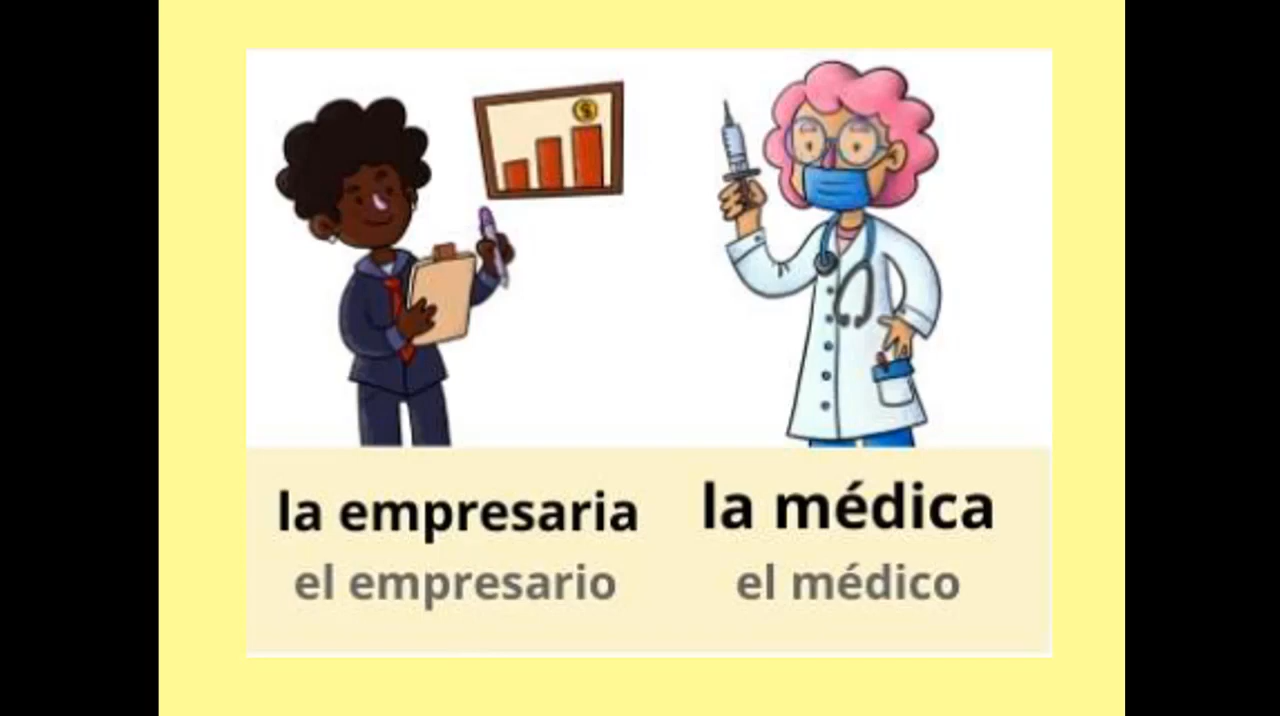 $
la empresaria
el empresario
la médica
el médico